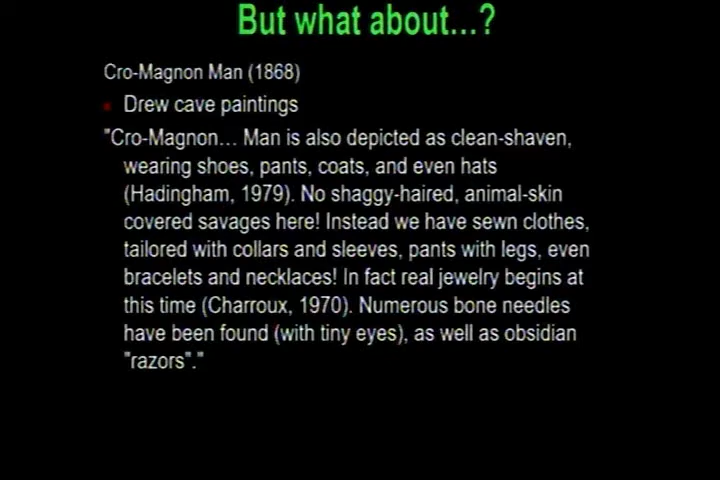 But what about...?
Cro-Magnon Man (1868)
Drew cave paintings
"Cro-Magnon... Man is also depicted as clean-shaven,
wearing shoes, pants, coats, and even hats
(Hadingham, 1979). No shaggy-haired, animal-skin
covered savages here! Instead we have sewn clothes,
tailored with collars and sleeves, pants with legs, even
bracelets and necklaces! In fact real jewelry begins at
this time (Charroux, 1970). Numerous bone needles
have been found (with tiny eyes), as well as obsidian
"razors"."